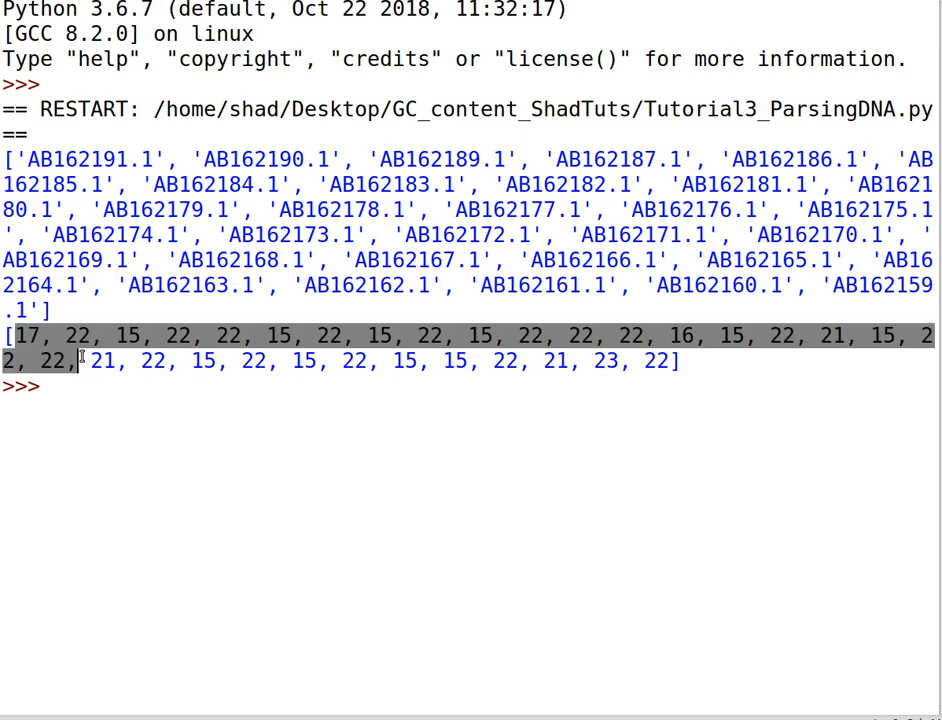 Python 3.6.7 (default, Oct 22 2018, 11:32:17)
[GCC 8.2.0] on linux
Type "help", "copyright", "credits" or "license()" for more information.
>>>
== RESTART: /home/shad/Desktop/GC_content_ShadTuts/Tutorial3_ParsingDNA.py
==
['AB162191.1', 'AB162190.1', 'AB162189.1', 'AB162187.1', 'AB162186.1', 'AB
162185.1', 'AB162184.1', 'AB162183.1', 'AB162182.1', 'AB162181.1', 'AB1621
80.1', 'AB162179.1', 'AB162178.1', 'AB162177.1', 'AB162176.1', 'AB162175.1
', 'AB162174.1', 'AB162173.1', 'AB162172.1', 'AB162171.1', 'AB162170.1', '
AB162169.1', 'AB162168.1', 'AB162167.1', 'AB162166.1', 'AB162165.1', 'AB16
2164.1', 'AB162163.1', 'AB162162.1', 'AB162161.1', 'AB162160.1', 'AB162159
.1']
[17, 22, 15, 22, 22, 15, 22, 15, 22, 15, 22, 22, 22, 16, 15, 22, 21, 15, 2
2, 22, 21, 22, 15, 22, 15, 22, 15, 15, 22, 21, 23, 22]
>>>